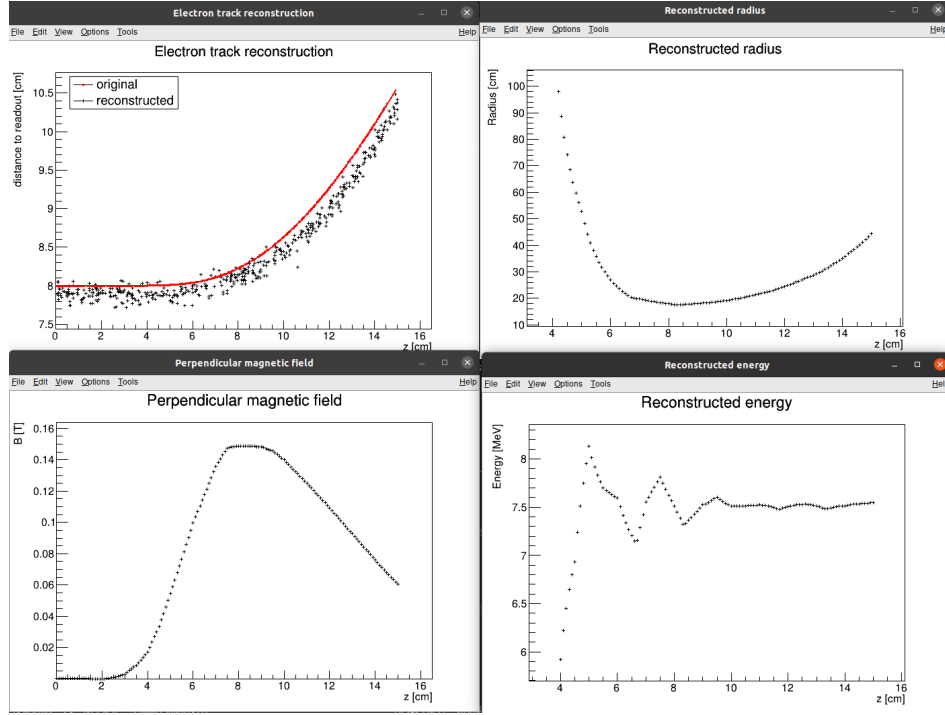 Electron track reconstruction
File Edit View Options Tools Help
Electron track reconstruction
distance to readout [cm]
original
reconstructed
10.5
10
9.5
9
8.5
8
7.5
0 2 4 6 8 10 12 14 16
z [cm]
Reconstructed radius
File Edit View Options Tools Help
Reconstructed radius
Radius [cm]
100
90
80
70
60
50
40
30
20
10
4 6 8 10 12 14 16
z [cm]
Perpendicular magnetic field
File Edit View Options Tools Help
Perpendicular magnetic field
B [T]
0.16
0.14
0.12
0.1
0.08
0.06
0.04
0.02
0 2 4 6 8 10 12 14 16
z [cm]
Reconstructed energy
File Edit View Options Tools Help
Reconstructed energy
Energy [MeV]
8
7.5
7
6.5
6
4 6 8 10 12 14 16
z [cm]